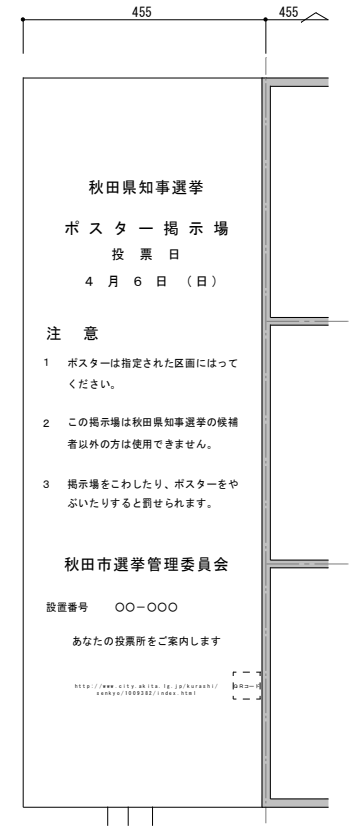 455
455
秋田県知事選挙
ポスター掲示場
投票日
４月６日（日）
注 意
１ ポスターは指定された区画にはって
ください。
２ この掲示場は秋田県知事選挙の候補
者以外の方は使用できません。
３ 掲示場をこわしたり、ポスターをや
ぶいたりすると罰せられます。
秋田市選挙管理委員会
設置番号 〇〇－〇〇〇
あなたの投票所をご案内します
http://www.city.akita.lg.jp/kurashi/
senkyo/1009382/index.html
QRコード